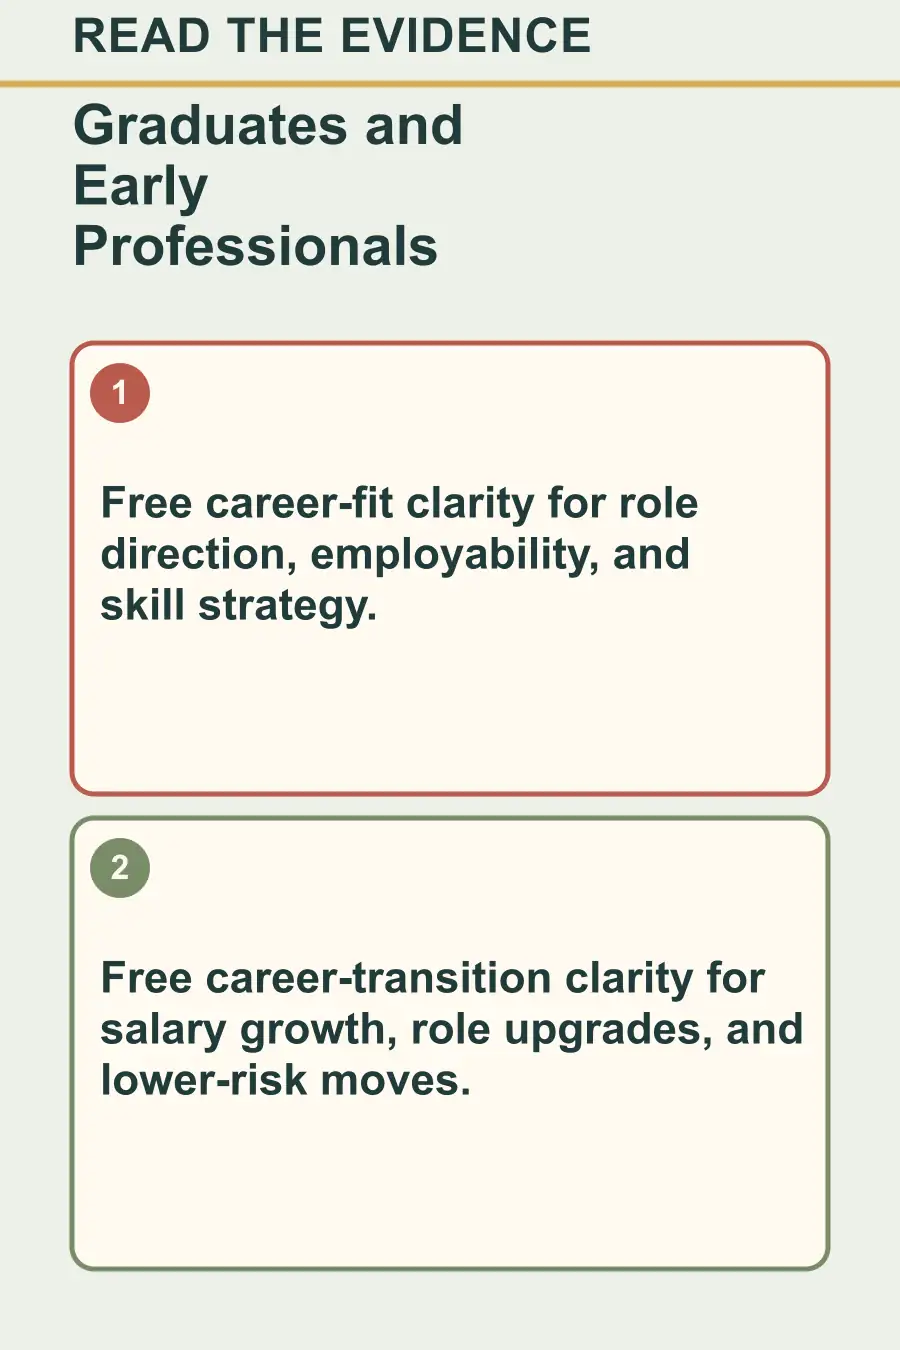 READ THE EVIDENCE
Graduates and
Early
Professionals
1
Free career-fit clarity for role
direction, employability, and
skill strategy.
2
Free career-transition clarity for
salary growth, role upgrades, and
lower-risk moves.